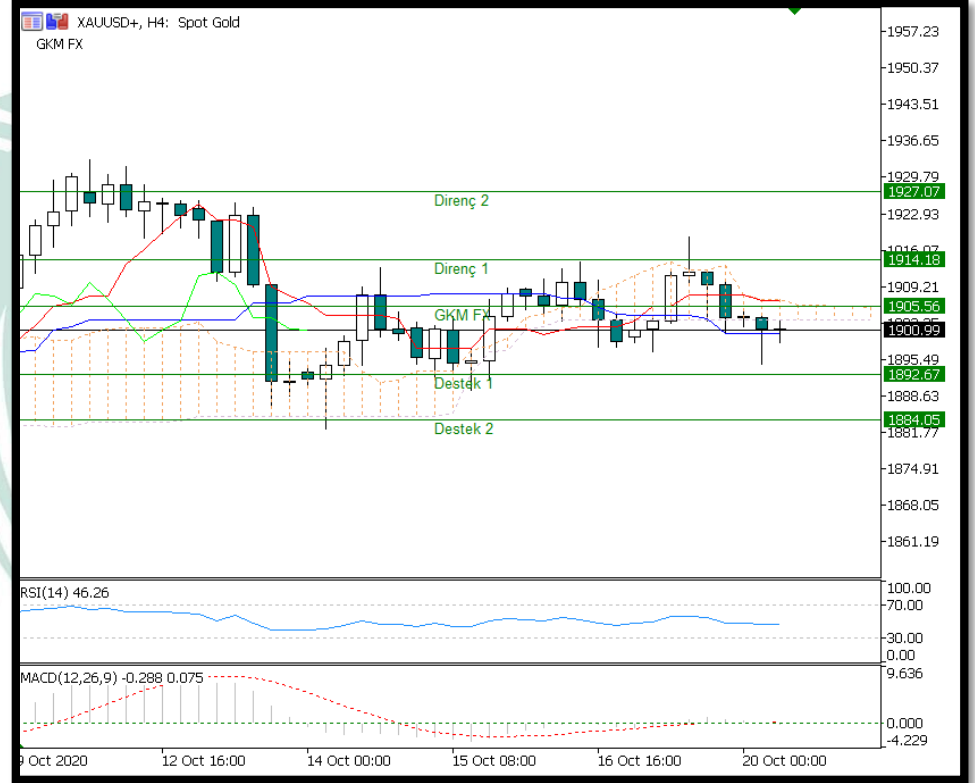 XAUUSD+, H4: Spot Gold
GKM FX
1957.23
1950.37
1943.51
1936.65
1929.79
1927.07
1922.93
Direnç 2
1916.07
1914.18
Direnç 1
1909.21
1905.56
GKM FX
1900.99
1895.49
1892.67
Destek 1
1888.63
1884.05
Destek 2
1881.77
1874.91
1868.05
1861.19
RSI(14) 46.26
100.00
70.00
30.00
0.00
MACD(12,26,9) -0.288 0.075
9.636
0.000
-4.229
9 Oct 2020
12 Oct 16:00
14 Oct 00:00
15 Oct 08:00
16 Oct 16:00
20 Oct 00:00